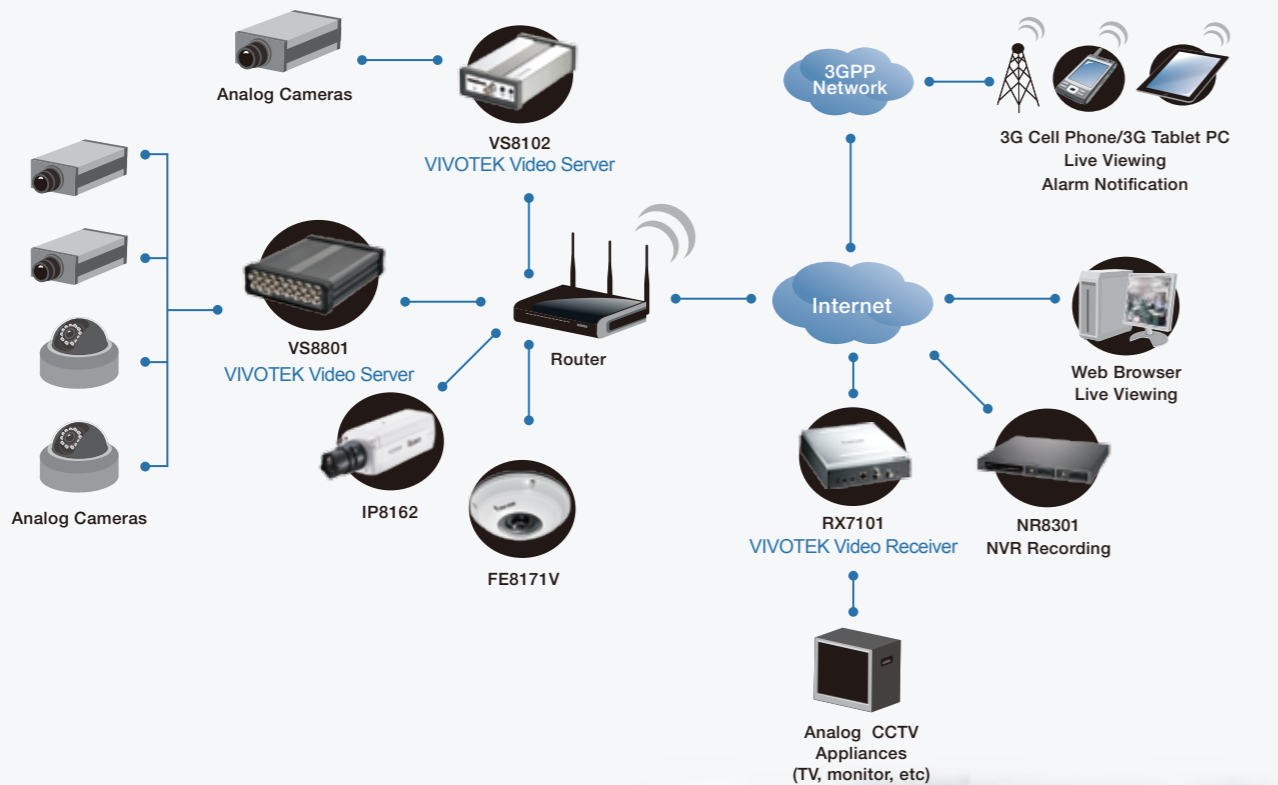 Analog Cameras
VS8102
VIVOTEK Video Server
3GPP
Network
3G Cell Phone/3G Tablet PC
Live Viewing
Alarm Notification
VS8801
VIVOTEK Video Server
Router
Internet
Web Browser
Live Viewing
Analog Cameras
IP8162
FE8171V
RX7101
VIVOTEK Video Receiver
NR8301
NVR Recording
Analog CCTV
Appliances
(TV, monitor, etc)